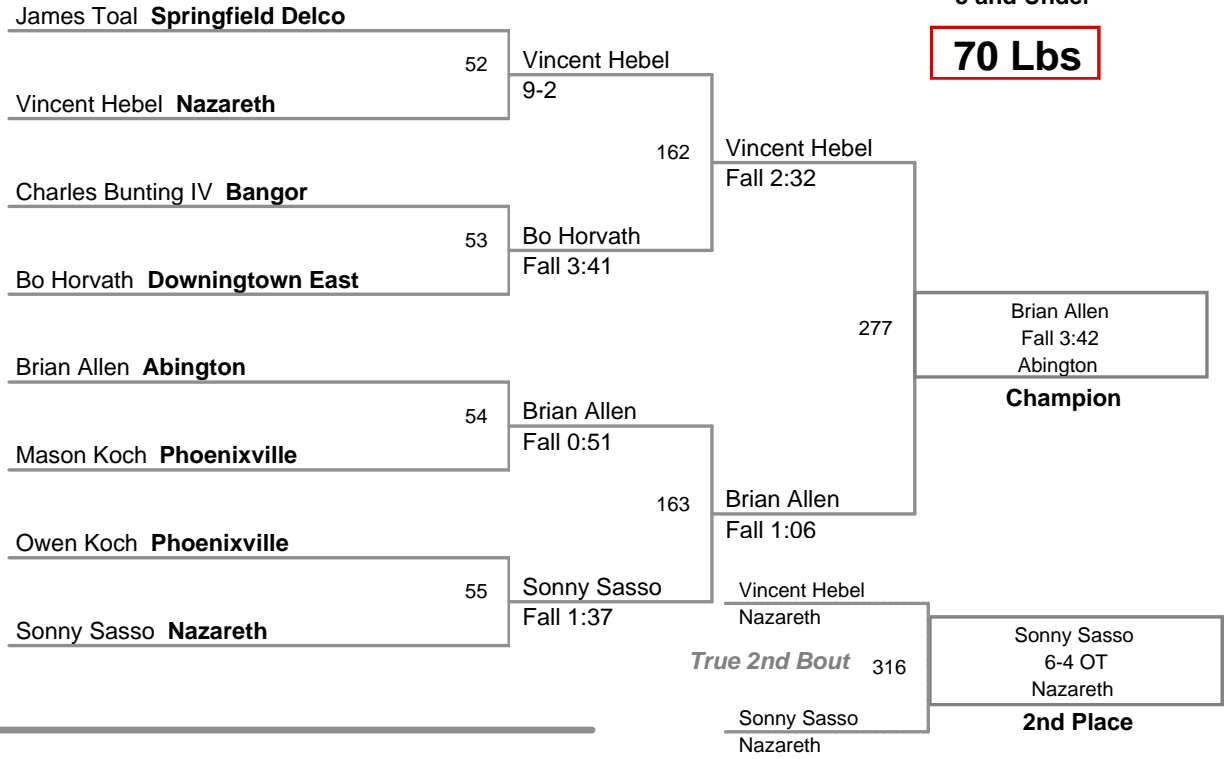 James Toal Springfield Delco
70 Lbs
52 Vincent Hebel
9-2
Vincent Hebel Nazareth
162 Vincent Hebel
Fall 2:32
Charles Bunting IV Bangor
53 Bo Horvath
Fall 3:41
Bo Horvath Downingtown East
277
Brian Allen
Fall 3:42
Abington
Champion
Brian Allen Abington
54 Brian Allen
Fall 0:51
Mason Koch Phoenixville
163 Brian Allen
Fall 1:06
Owen Koch Phoenixville
55 Sonny Sasso
Fall 1:37
Sonny Sasso Nazareth
Vincent Hebel
Nazareth
True 2nd Bout 316
Sonny Sasso
Nazareth
Sonny Sasso
6-4 OT
Nazareth
2nd Place